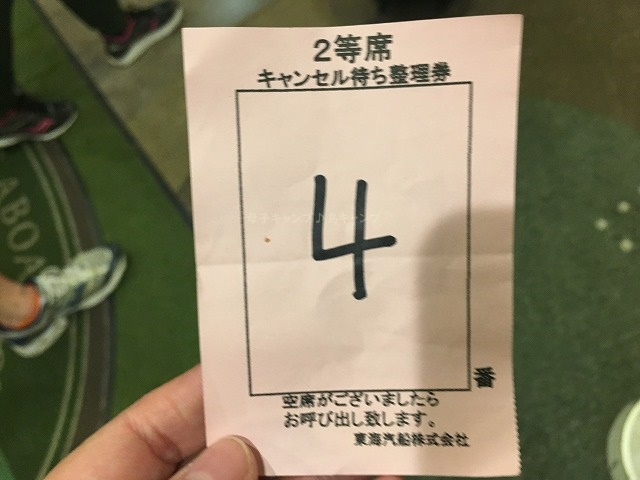 2等席
キャンセル待ち整理券
4
番
空席がございましたら
お呼び出し致します。
東海汽船株式会社
ABOA